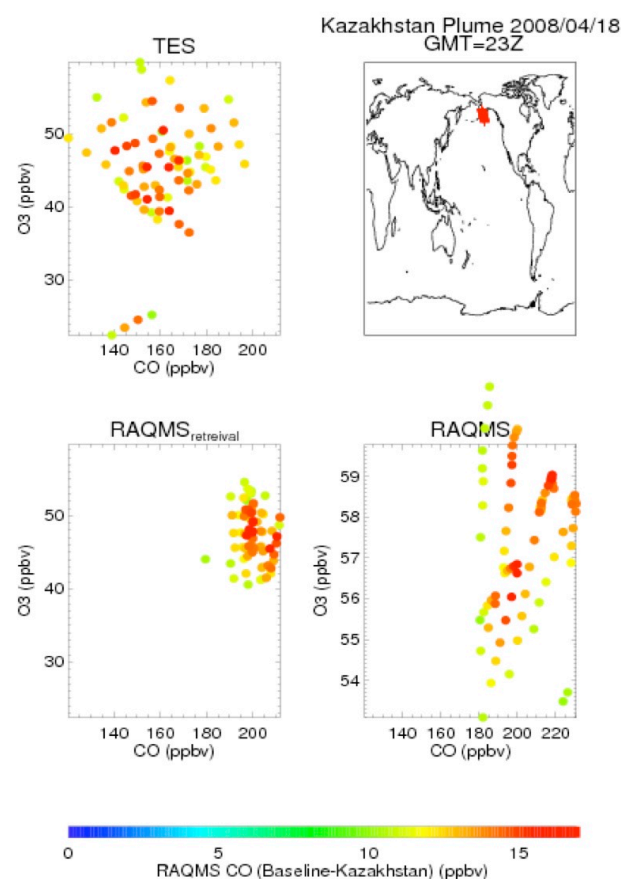 Kazakhstan Plume 2008/04/18
GMT=23Z
TES
50
40
30
O3 (ppbv)
140 160 180 200
CO (ppbv)
RAQMSretreival
60
50
40
30
O3 (ppbv)
140 160 180 200
CO (ppbv)
RAQMS
59
58
57
56
55
54
O3 (ppbv)
140 160 180 200 220
CO (ppbv)
0 5 10 15
RAQMS CO (Baseline-Kazakhstan) (ppbv)